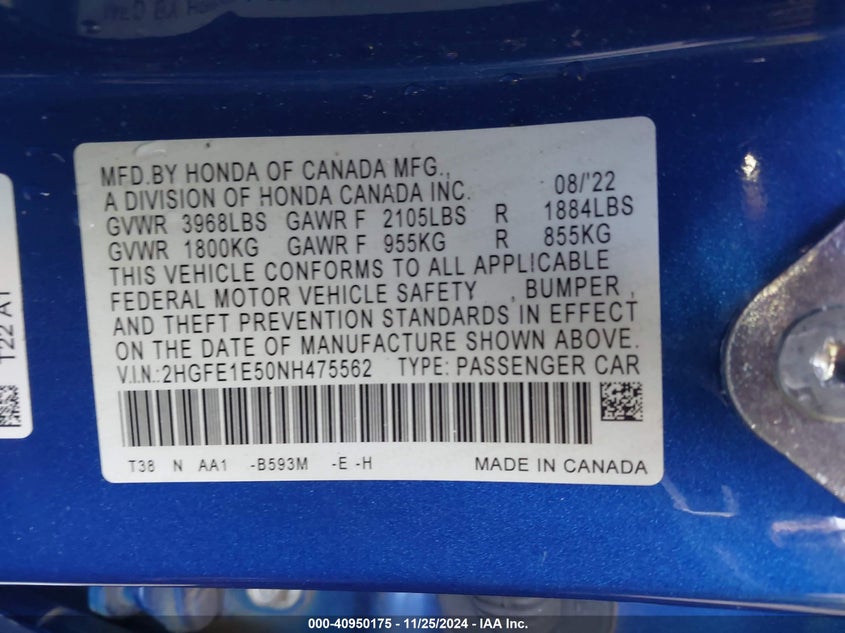 MFD.BY HONDA OF CANADA MFG.,
A DIVISION OF HONDA CANADA INC. 08/'22
GVWR 3968LBS GAWR F 2105LBS R 1884LBS
GVWR 1800KG GAWR F 955KG R 855KG
THIS VEHICLE CONFORMS TO ALL APPLICABLE
FEDERAL MOTOR VEHICLE SAFETY , BUMPER ,
AND THEFT PREVENTION STANDARDS IN EFFECT
ON THE DATE OF MANUFACTURE SHOWN ABOVE.
V.I.N.:2HGFE1E50NH475562 TYPE: PASSENGER CAR
T38 N AA1 -B593M -E -H MADE IN CANADA
T22 A1
000-40950175 - 11/25/2024 - IAA Inc.